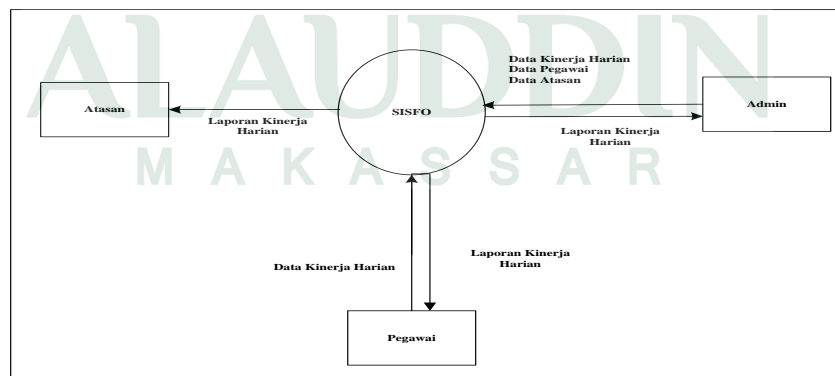 ALAUDDIN
MAKASSAR
Data Kinerja Harian
Data Pegawai
Data Atasan
Atasan
SISFO
Admin
Laporan Kinerja
Harian
Laporan Kinerja
Harian
Data Kinerja Harian
Laporan Kinerja
Harian
Pegawai